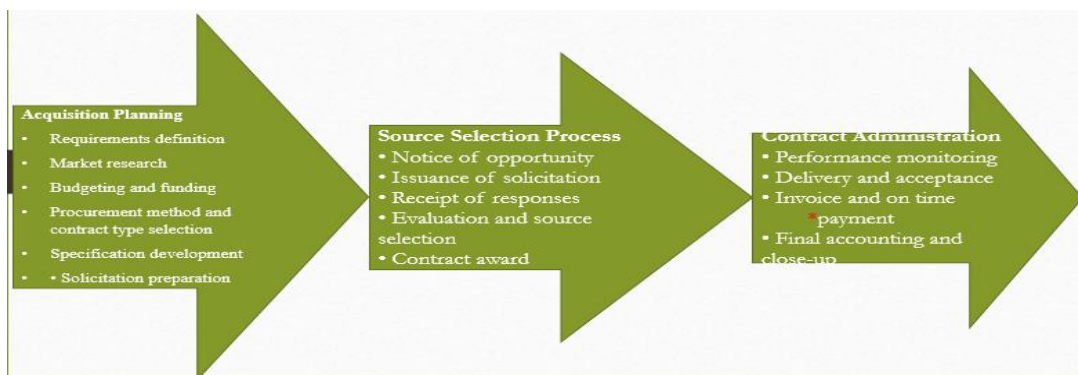 Acquisition Planning
• Requirements definition
• Market research
• Budgeting and funding
• Procurement method and
contract type selection
• Specification development
• • Solicitation preparation
Source Selection Process
• Notice of opportunity
• Issuance of solicitation
• Receipt of responses
• Evaluation and source
selection
• Contract award
Contract Administration
• Performance monitoring
• Delivery and acceptance
• Invoice and on time
*payment
• Final accounting and
close-up